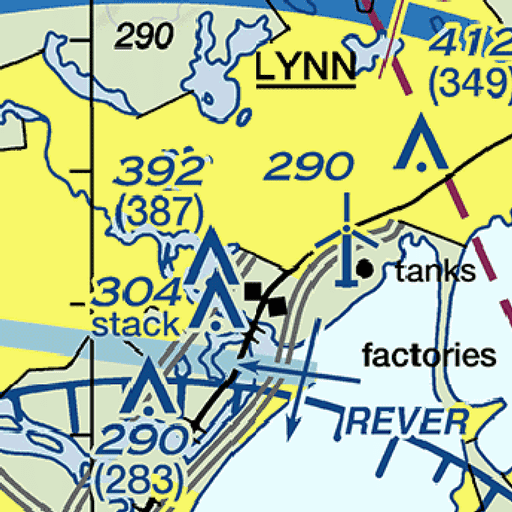 290
LYNN
412
(349)
392
(387)
290
304
stack
tanks
factories
290
(283)
REVER